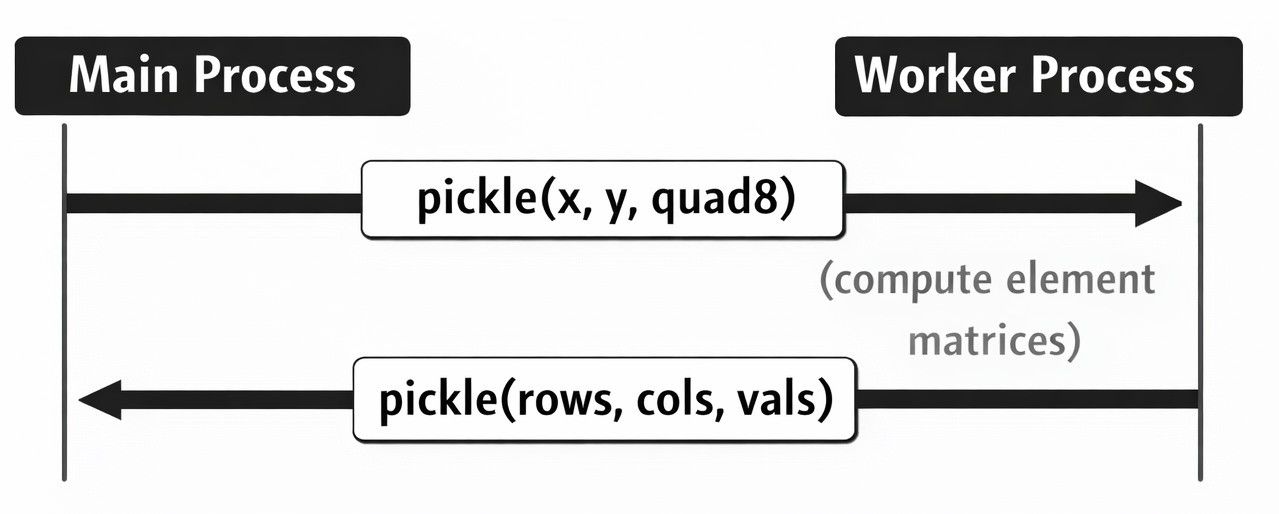 Main Process
Worker Process
pickle(x, y, quad8)
(compute element
matrices)
pickle(rows, cols, vals)